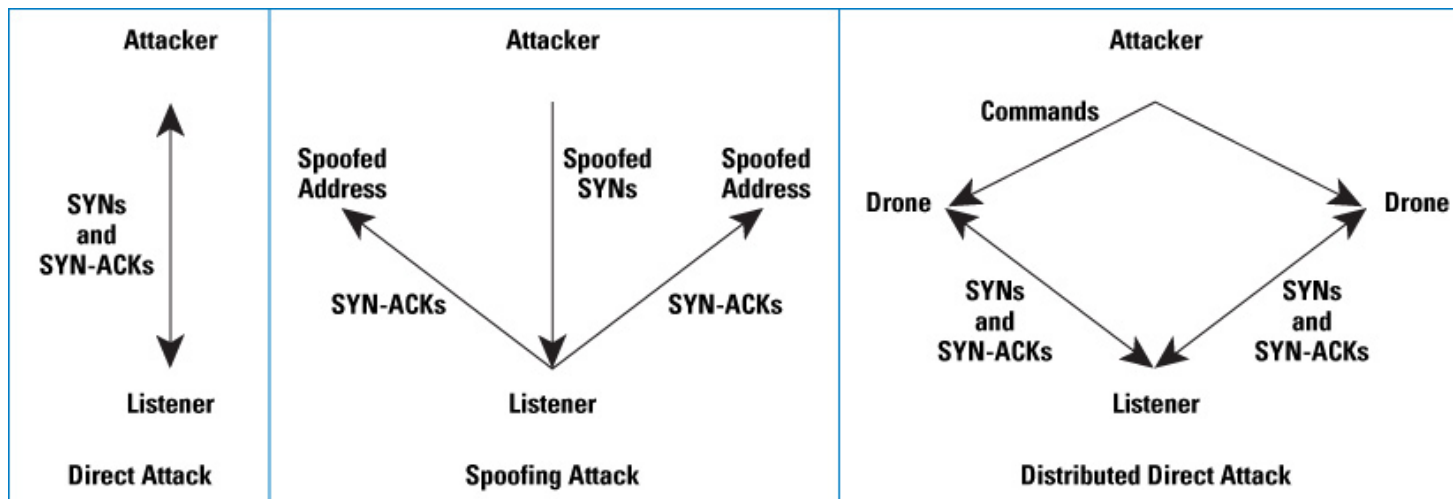 Attacker
SYNs
and
SYN-ACKs
Listener
Direct Attack
Attacker
Spoofed
Address
Spoofed
SYNs
Spoofed
Address
SYN-ACKs
SYN-ACKs
Listener
Spoofing Attack
Attacker
Commands
Drone
Drone
SYNs
and
SYN-ACKs
SYNs
and
SYN-ACKs
Listener
Distributed Direct Attack